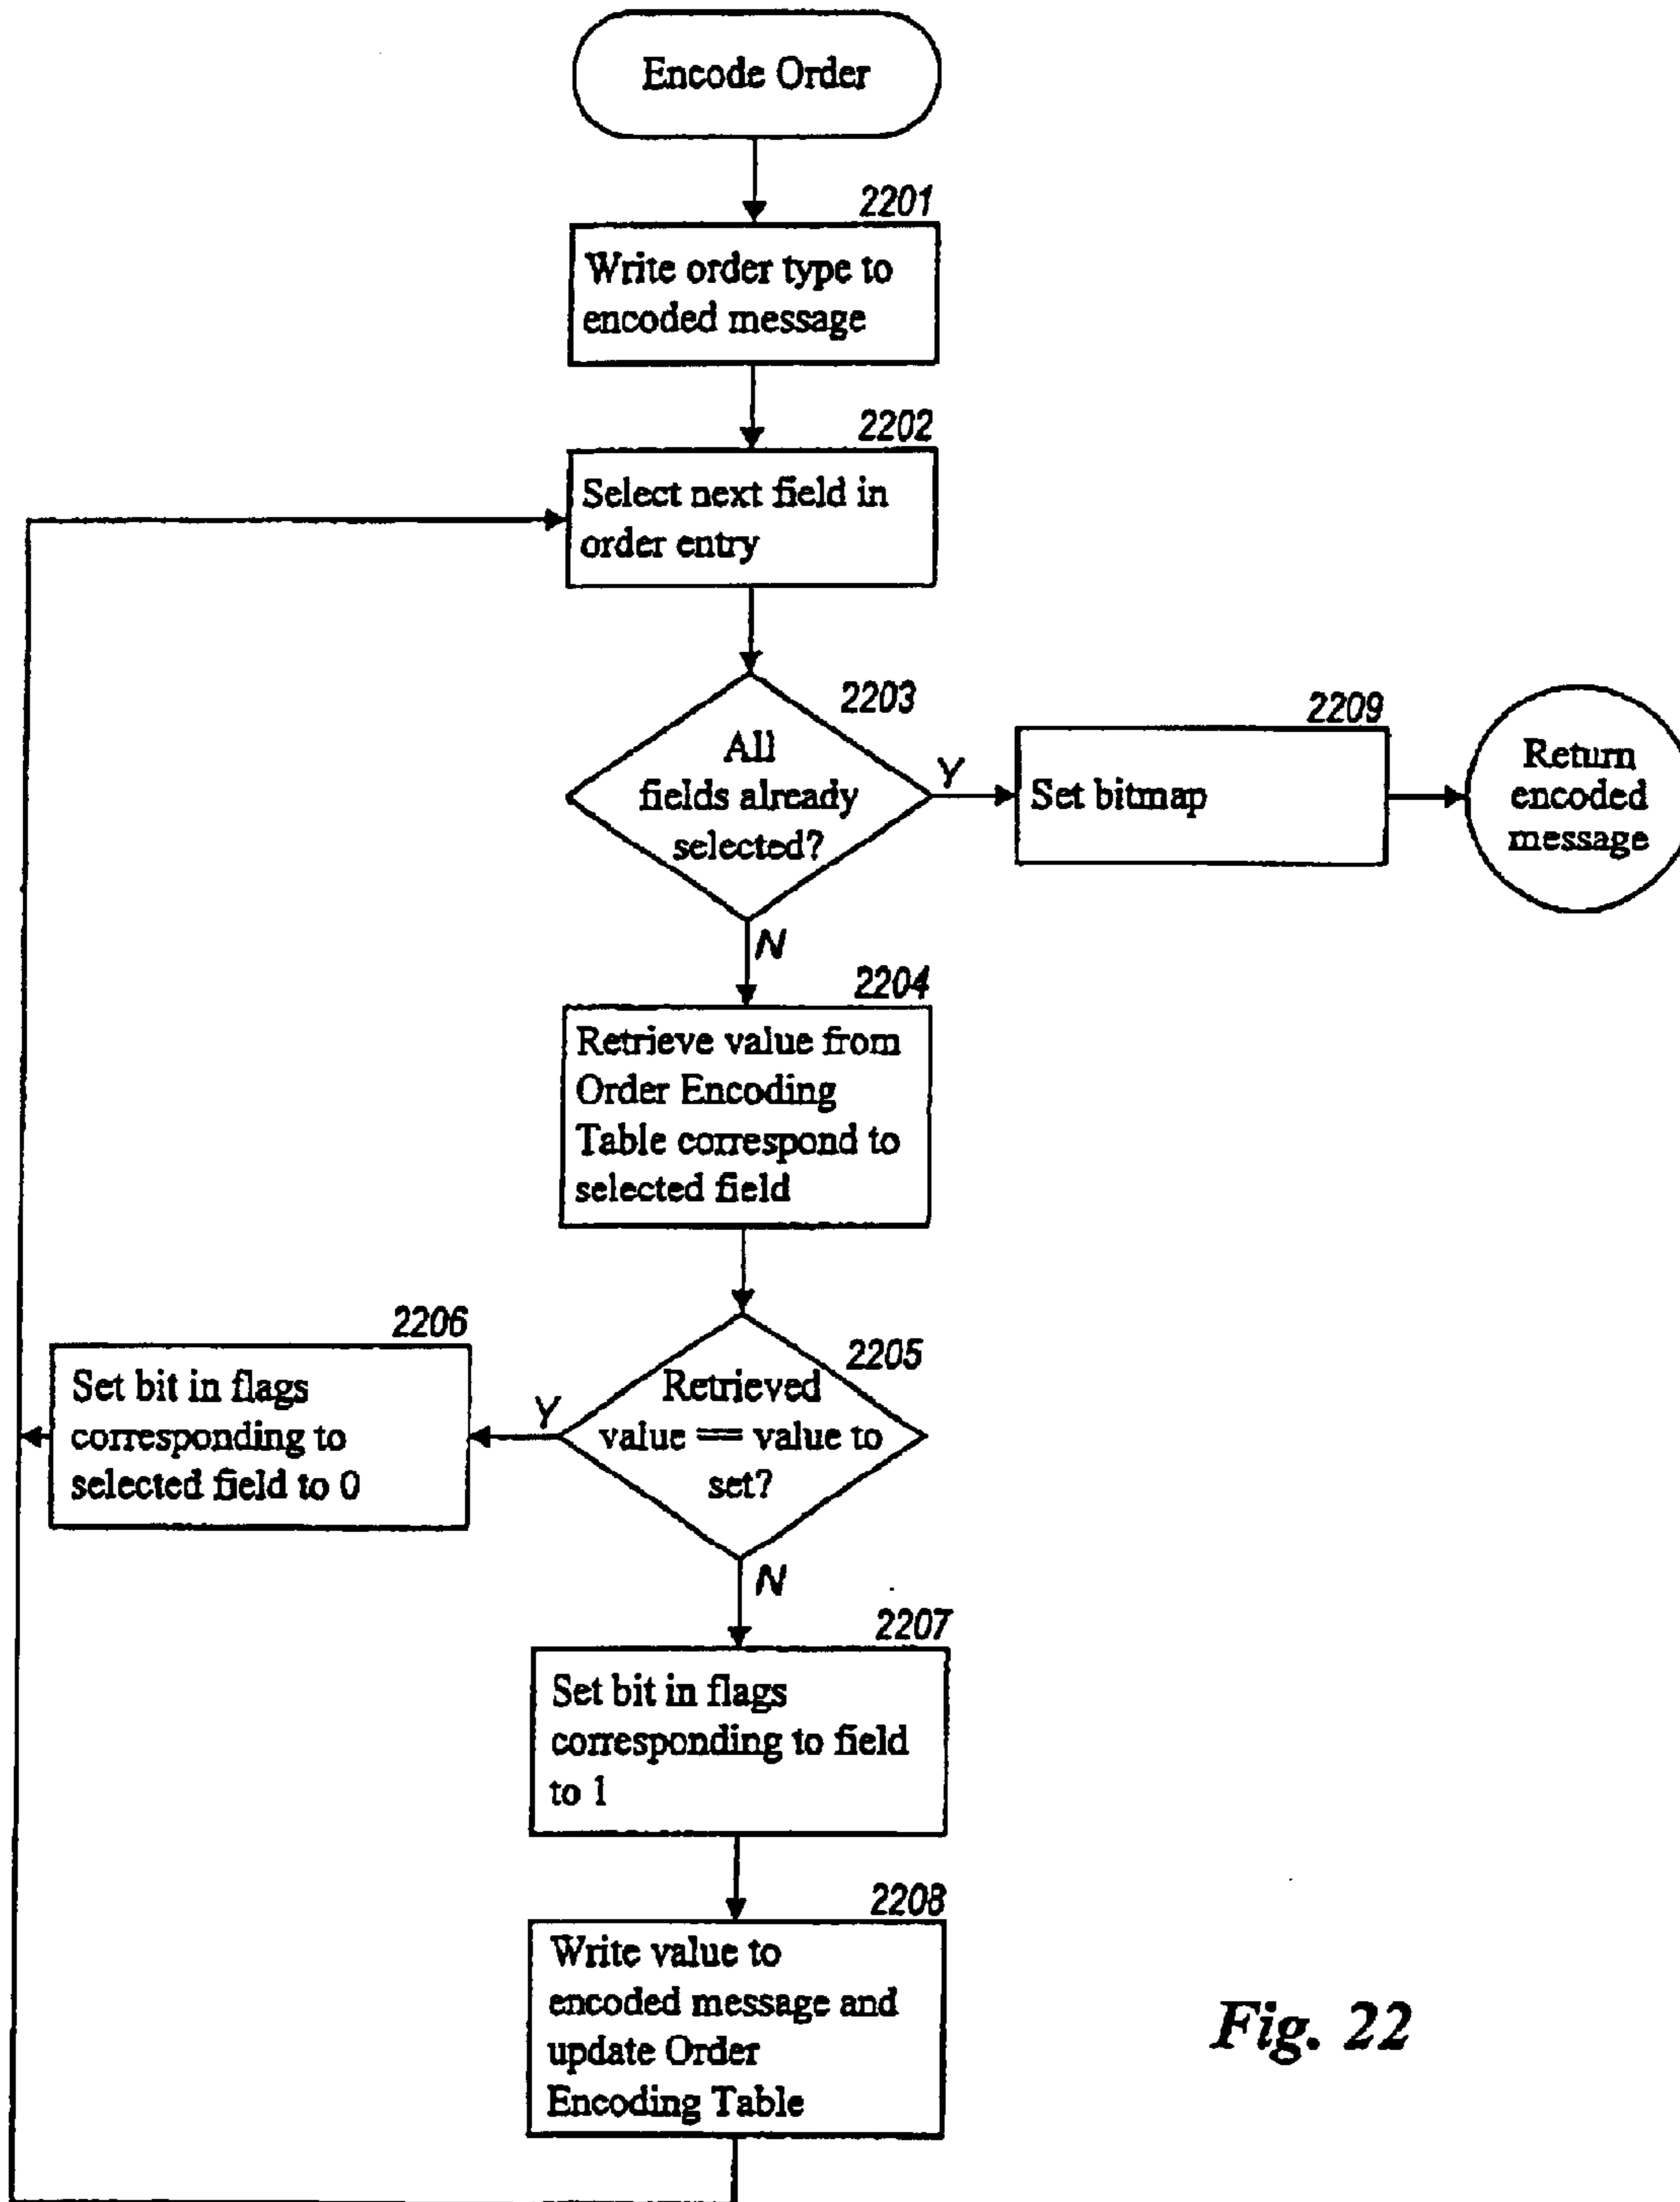 Encode Order
2201
Write order type to
encoded message
2202
Select next field in
order entry
2203
All
fields already
selected?
Y
2209
Set bitmap
Return
encoded
message
N
2204
Retrieve value from
Order Encoding
Table correspond to
selected field
2205
Retrieved
value == value to
set?
Y
2206
Set bit in flags
corresponding to
selected field to 0
N
2207
Set bit in flags
corresponding to field
to 1
2208
Write value to
encoded message and
update Order
Encoding Table
Fig. 22